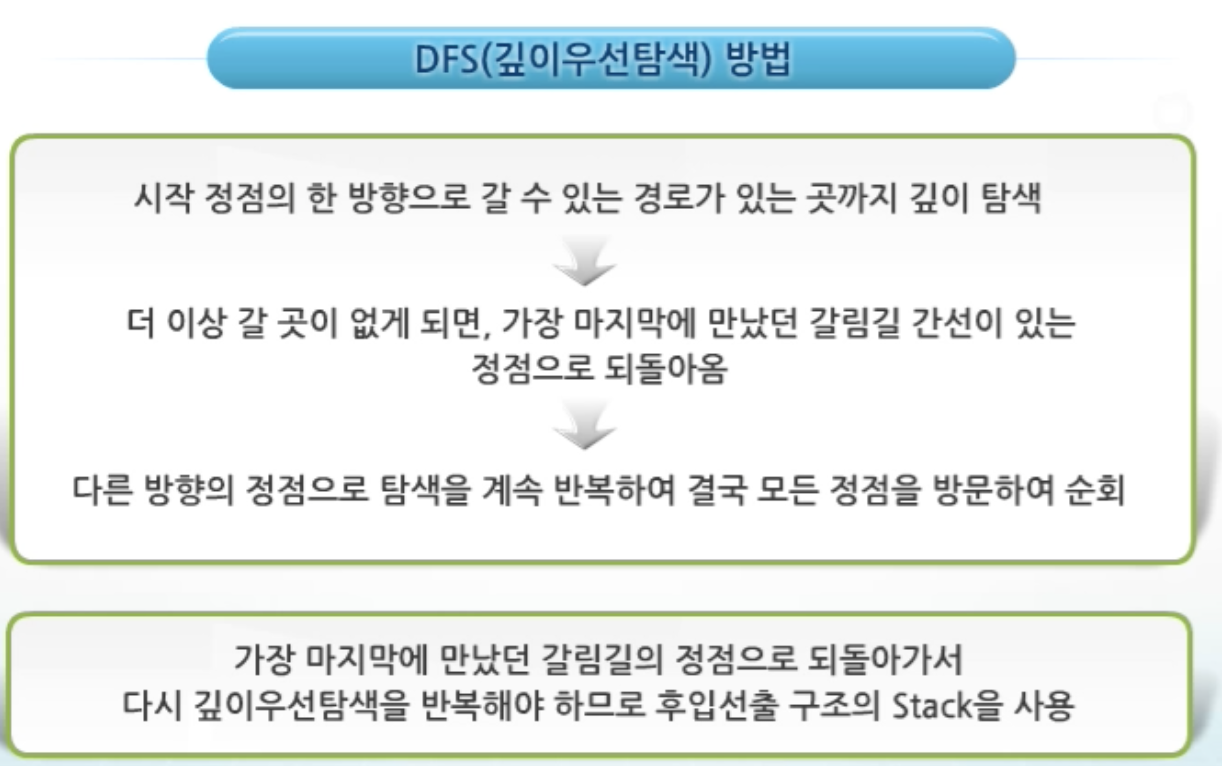 DFS(깊이우선탐색) 방법
시작 정점의 한 방향으로 갈 수 있는 경로가 있는 곳까지 깊이 탐색
더 이상 갈 곳이 없게 되면, 가장 마지막에 만났던 갈림길 간선이 있는
정점으로 되돌아옴
다른 방향의 정점으로 탐색을 계속 반복하여 결국 모든 정점을 방문하여 순회
가장 마지막에 만났던 갈림길의 정점으로 되돌아가서
다시 깊이우선탐색을 반복해야 하므로 후입선출 구조의 Stack을 사용